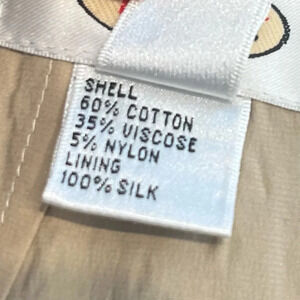 SHELL
60% COTTON
35% VISCOSE
5% NYLON
LINING
100% SILK